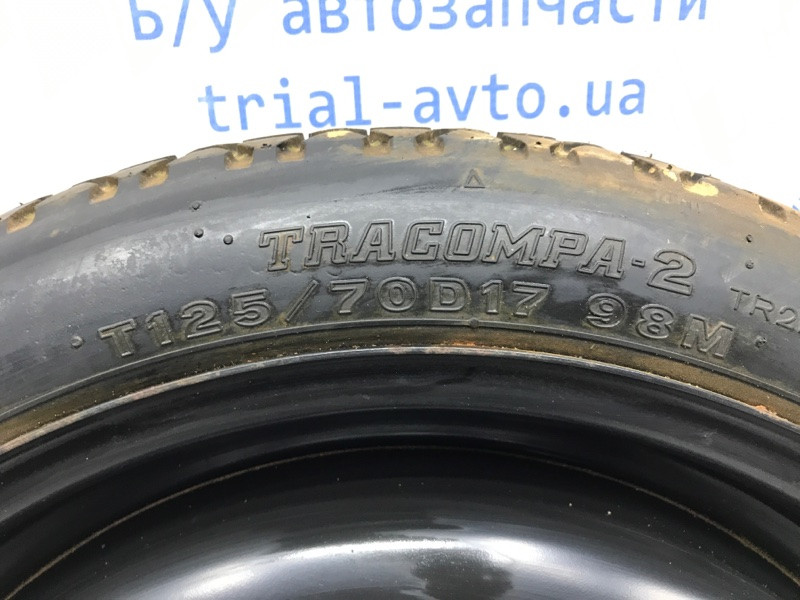 Б/у автозапчасти
trial-avto.ua
TRACOMPA-2
T125/70D17 98M